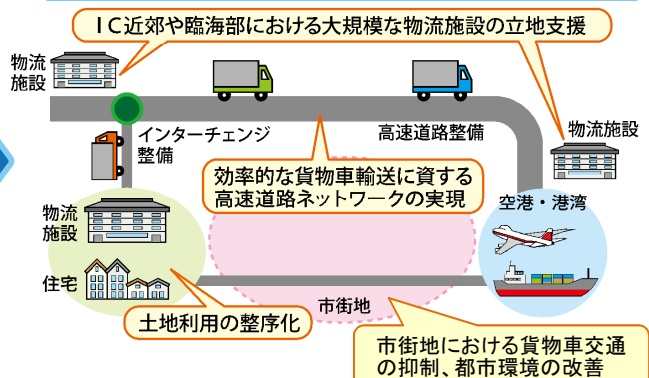 IC近郊や臨海部における大規模な物流施設の立地支援
物流
施設
インターチェンジ
整備
高速道路整備
物流施設
効率的な貨物車輸送に資する
高速道路ネットワークの実現
物流
施設
空港・港湾
住宅
市街地
土地利用の整序化
市街地における貨物車交通
の抑制、都市環境の改善